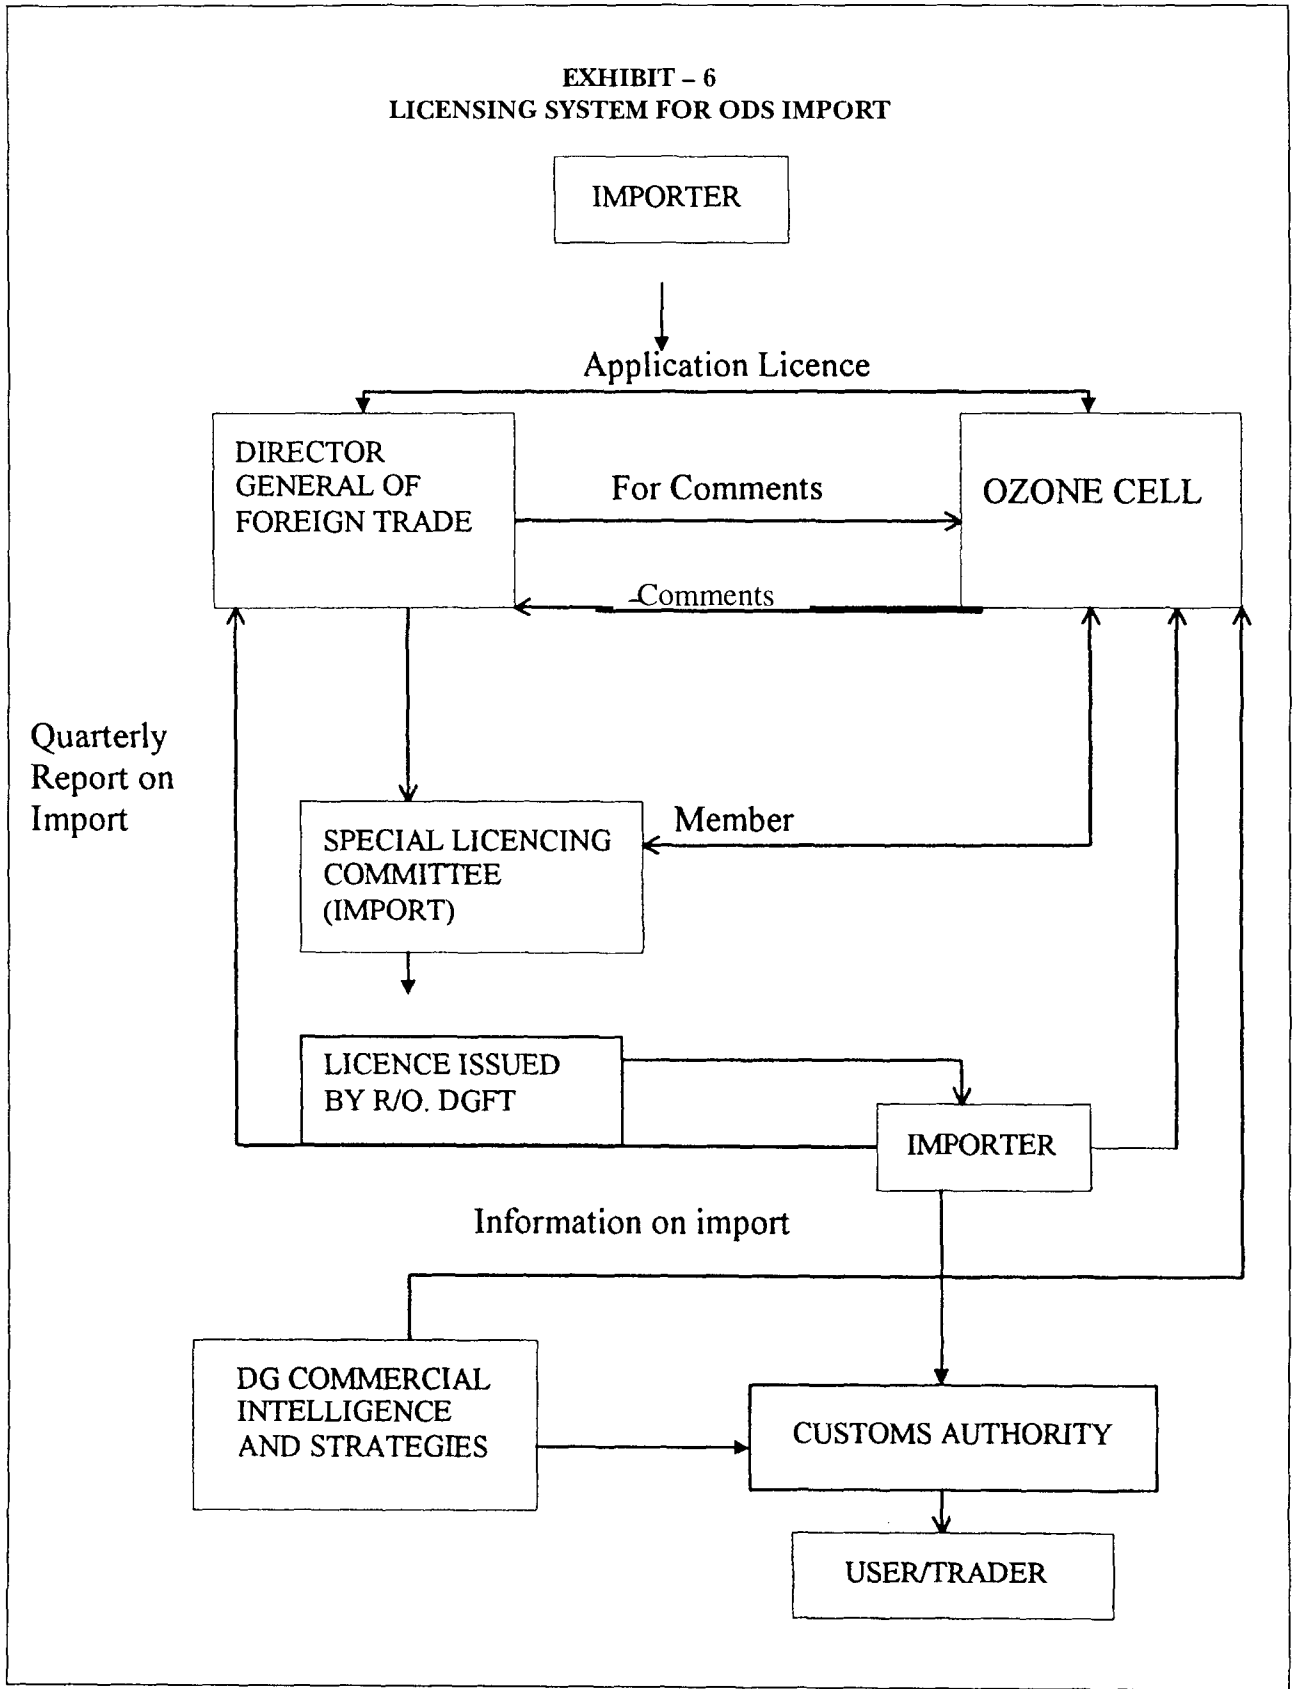 EXHIBIT – 6
LICENSING SYSTEM FOR ODS IMPORT
IMPORTER
Application Licence
DIRECTOR
GENERAL OF
FOREIGN TRADE
For Comments
OZONE CELL
Comments
Quarterly
Report on
Import
Member
SPECIAL LICENCING
COMMITTEE
(IMPORT)
LICENCE ISSUED
BY R/O. DGFT
IMPORTER
Information on import
DG COMMERCIAL
INTELLIGENCE
AND STRATEGIES
CUSTOMS AUTHORITY
USER/TRADER